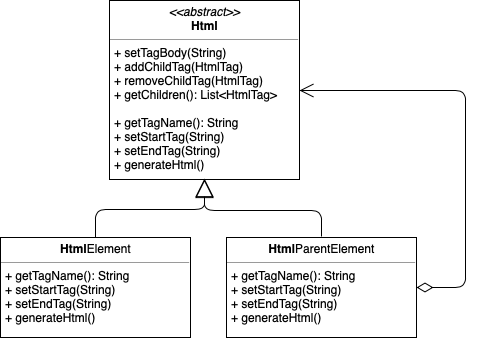 <<abstract>>
Html
+ setTagBody(String)
+ addChildTag(HtmlTag)
+ removeChildTag(HtmlTag)
+ getChildren(): List<HtmlTag>
+ getTagName(): String
+ setStartTag(String)
+ setEndTag(String)
+ generateHtml()
HtmlElement
+ getTagName(): String
+ setStartTag(String)
+ setEndTag(String)
+ generateHtml()
HtmlParentElement
+ getTagName(): String
+ setStartTag(String)
+ setEndTag(String)
+ generateHtml()